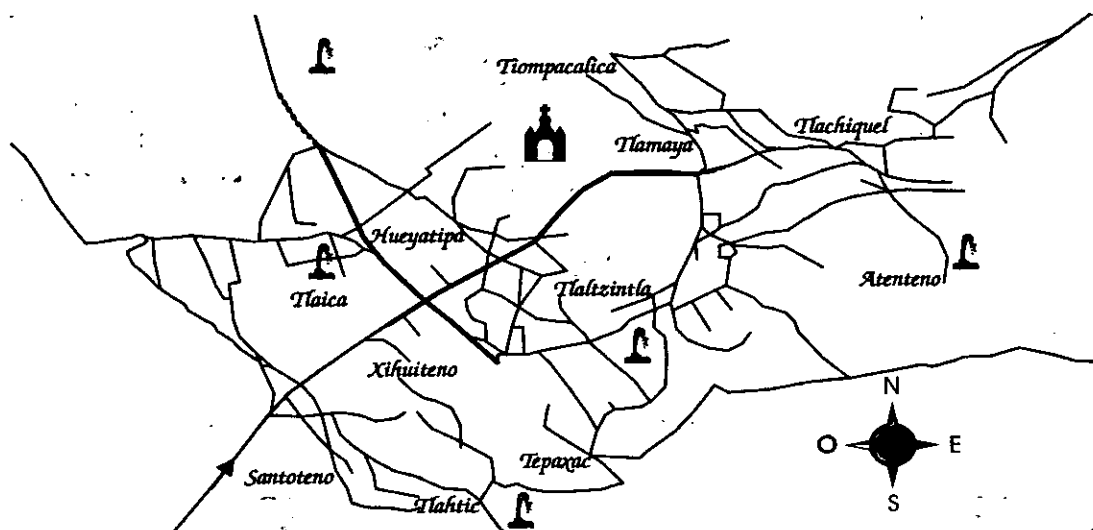 Tiompacalica
Tlachiquel
Tlamaya
Hueyatipa
Tlaica
Tlaltzintla
Atenteno
Xihuiteno
N
O
E
S
Tepaxac
Santoteno
Tlahtic